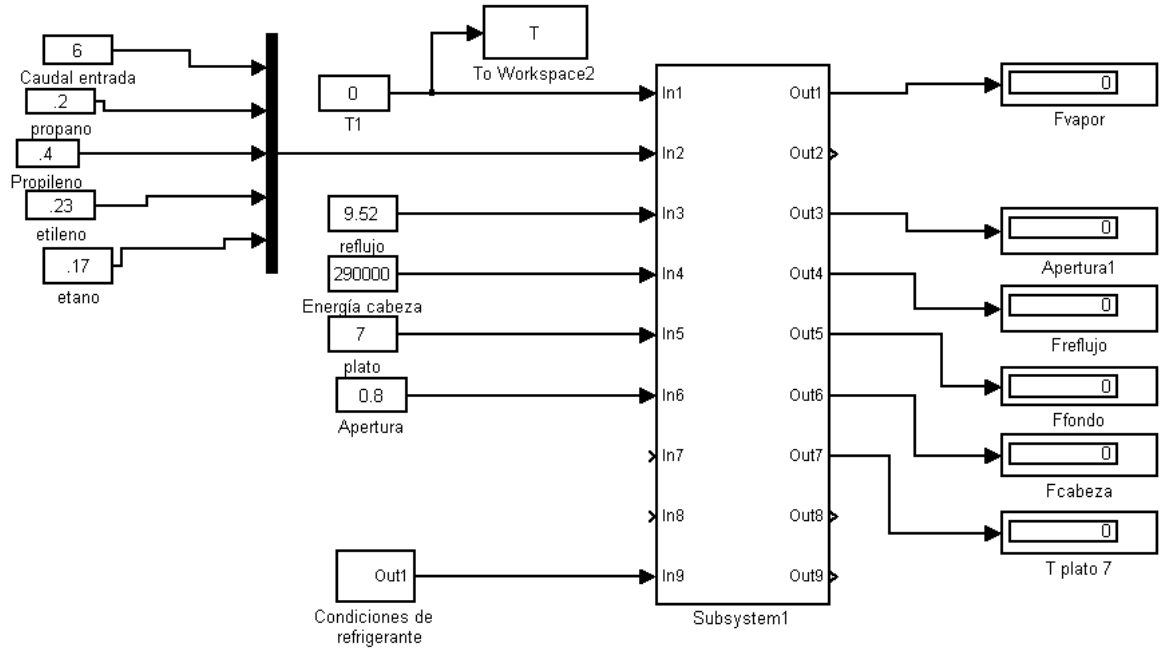 6
Caudal entrada
.2
propano
.4
Propileno
.23
etileno
.17
etano
T
To Workspace2
0
T1
9.52
reflujo
290000
Energía cabeza
7
plato
0.8
Apertura
Out1
Condiciones de
refrigerante
In1
In2
In3
In4
In5
In6
In7
In8
In9
Out1
Out2
Out3
Out4
Out5
Out6
Out7
Out8
Out9
Subsystem1
0
Fvapor
0
Apertura1
0
Freflujo
0
Ffondo
0
Fcabeza
0
T plato 7